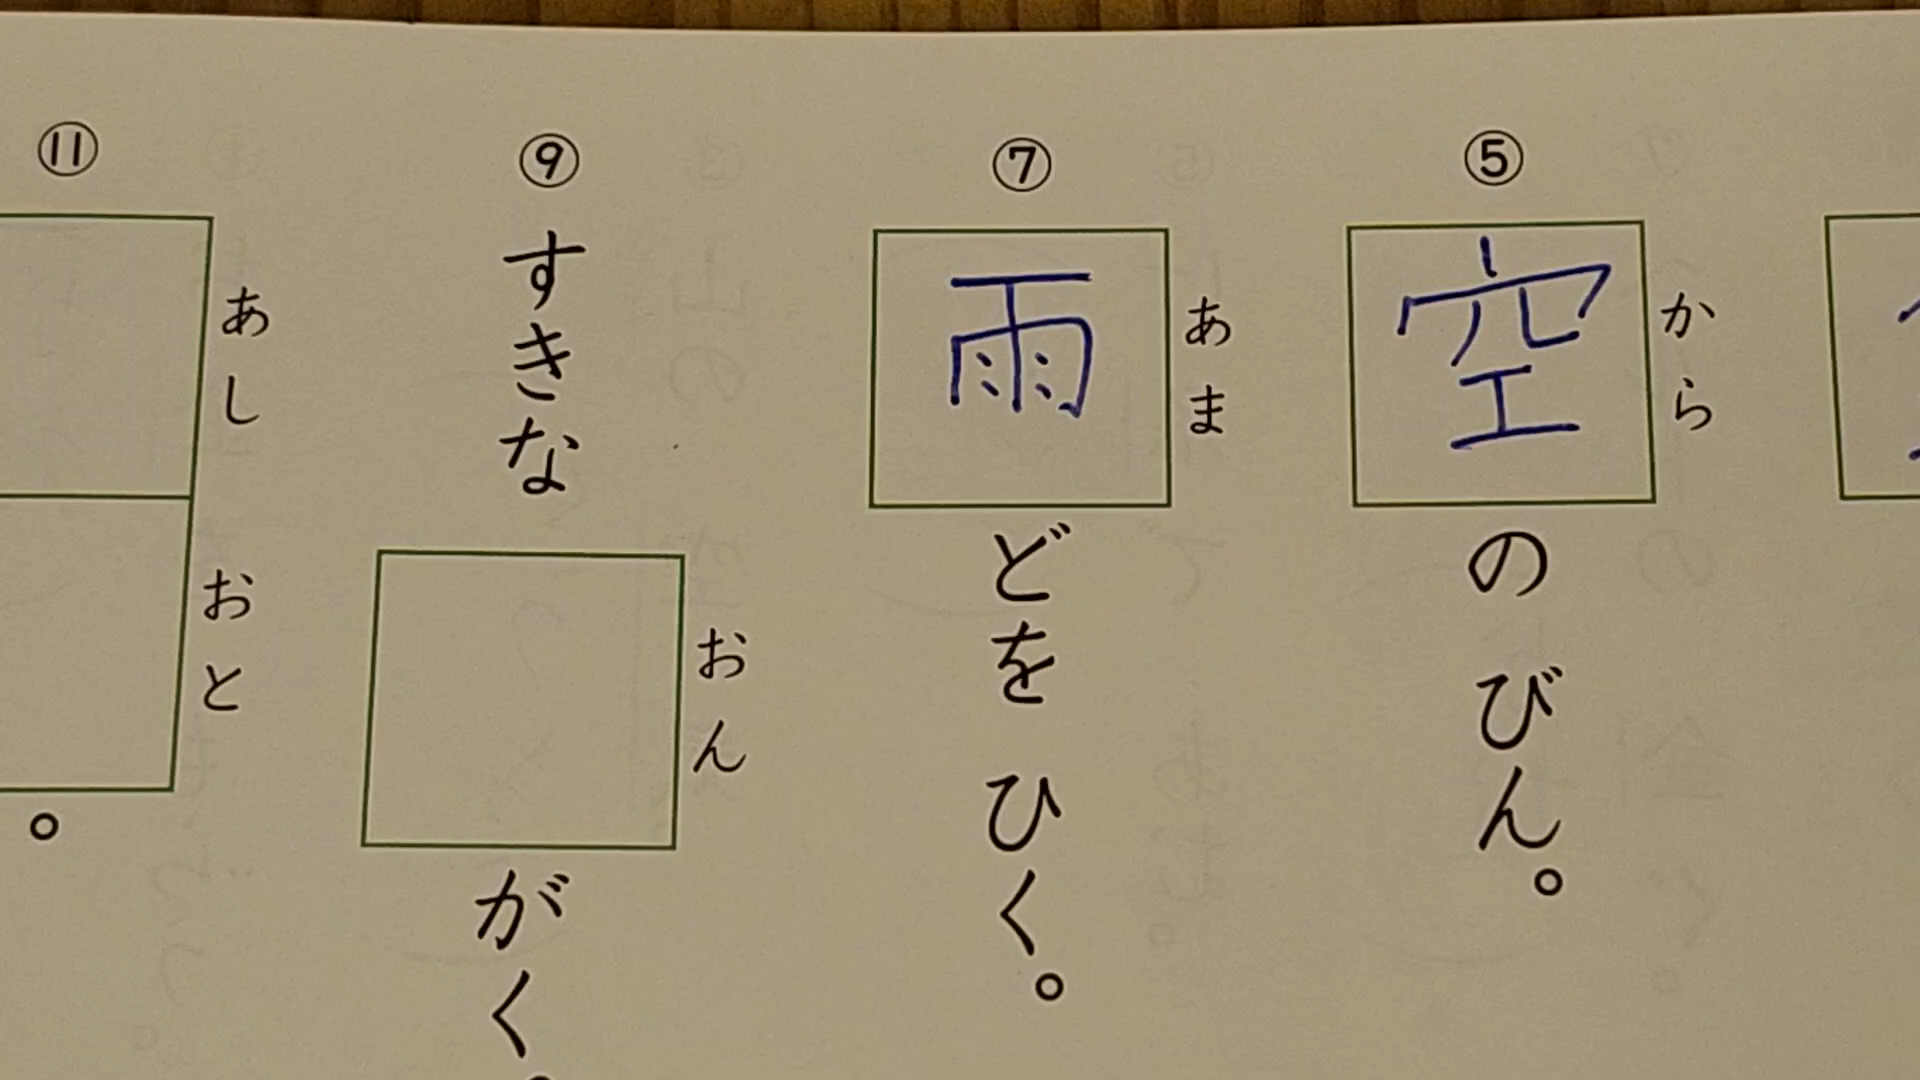 ⑤
空のびん。
から
⑦
雨どをひく。
あま
⑨
すきな□がく。
おん
⑪
□□。
あし
おと